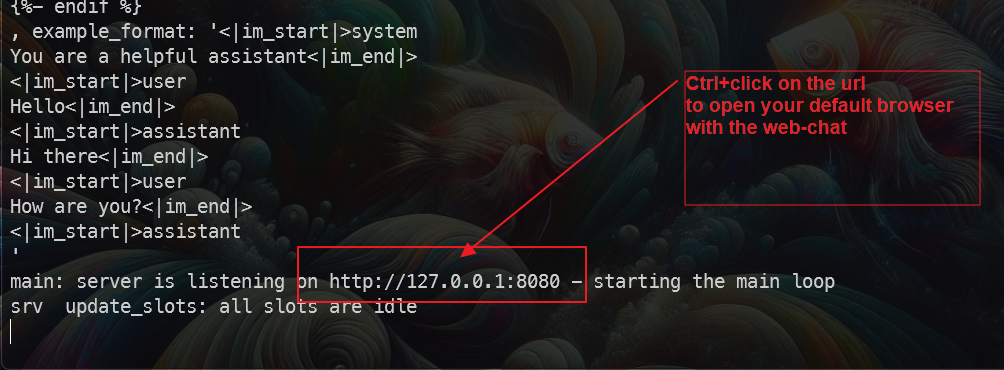 {%- endif %}
, example_format: '<|im_start|>system
You are a helpful assistant<|im_end|>
<|im_start|>user
Hello<|im_end|>
<|im_start|>assistant
Hi there<|im_end|>
<|im_start|>user
How are you?<|im_end|>
<|im_start|>assistant
'
main: server is listening on http://127.0.0.1:8080 - starting the main loop
srv  update_slots: all slots are idle
Ctrl+click on the url
to open your default browser
with the web-chat